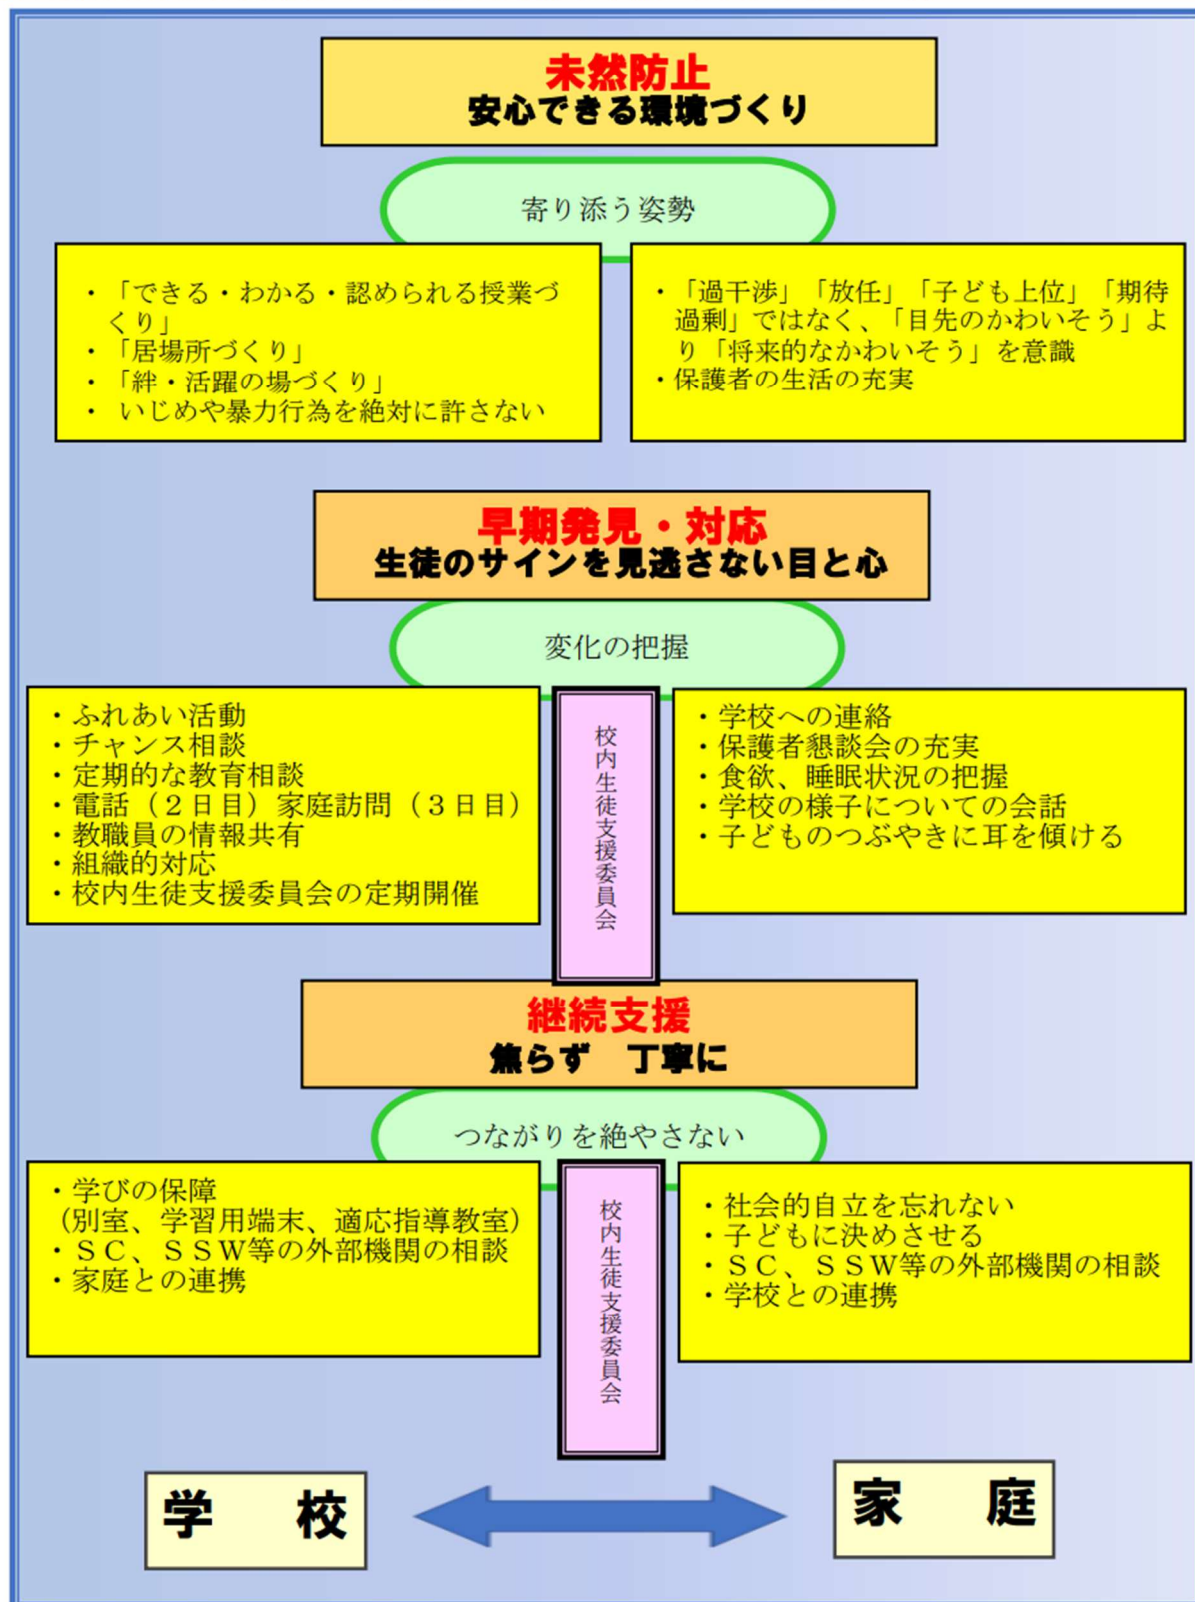 未然防止
安心できる環境づくり
寄り添う姿勢
・「できる・わかる・認められる授業づ
くり」
・「居場所づくり」
・「絆・活躍の場づくり」
・ いじめや暴力行為を絶対に許さない
・「過干渉」「放任」「子ども上位」「期待
過剰」ではなく、「目先のかわいそう」よ
り「将来的なかわいそう」を意識
・保護者の生活の充実
早期発見・対応
生徒のサインを見逃さない目と心
変化の把握
・ふれあい活動
・チャンス相談
・定期的な教育相談
・電話（２日目）家庭訪問（３日目）
・教職員の情報共有
・組織的対応
・校内生徒支援委員会の定期開催
校内生徒支援委員会
・学校への連絡
・保護者懇談会の充実
・食欲、睡眠状況の把握
・学校の様子についての会話
・子どものつぶやきに耳を傾ける
継続支援
焦らず　丁寧に
つながりを絶やさない
・学びの保障
（別室、学習用端末、適応指導教室）
・ＳＣ、ＳＳＷ等の外部機関の相談
・家庭との連携
校内生徒支援委員会
・社会的自立を忘れない
・子どもに決めさせる
・ＳＣ、ＳＳＷ等の外部機関の相談
・学校との連携
学　校
家　庭